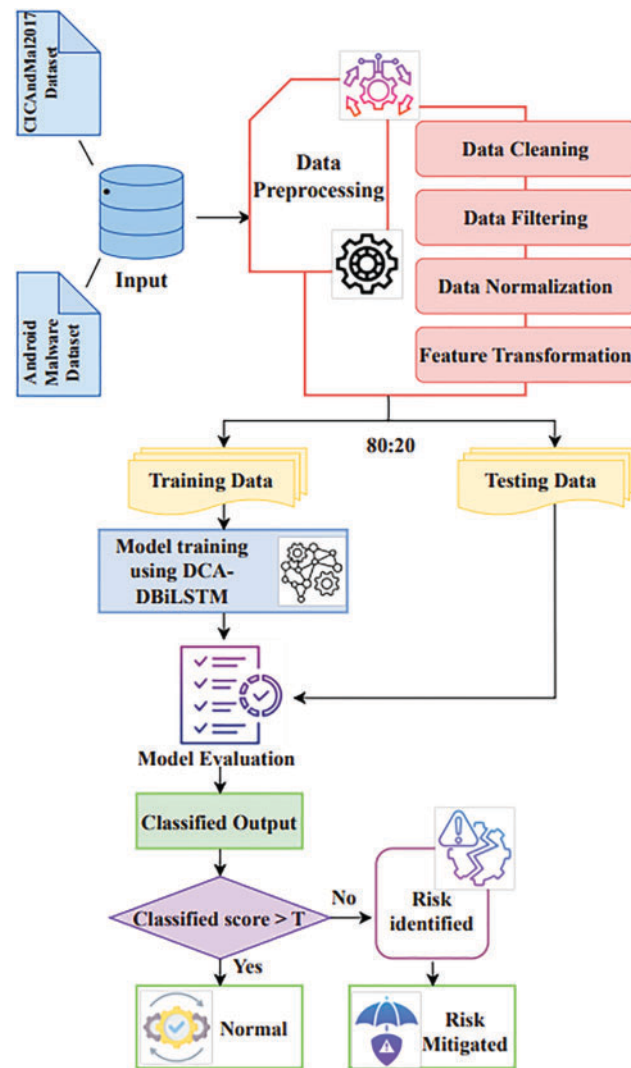 CICAndMal2017
Dataset
Android
Malware
Dataset
Input
Data
Preprocessing
Data Cleaning
Data Filtering
Data Normalization
Feature Transformation
80:20
Training Data
Testing Data
Model training
using DCA-
DBiLSTM
Model Evaluation
Classified Output
Classified score > T
No
Risk
identified
Yes
Normal
Risk
Mitigated